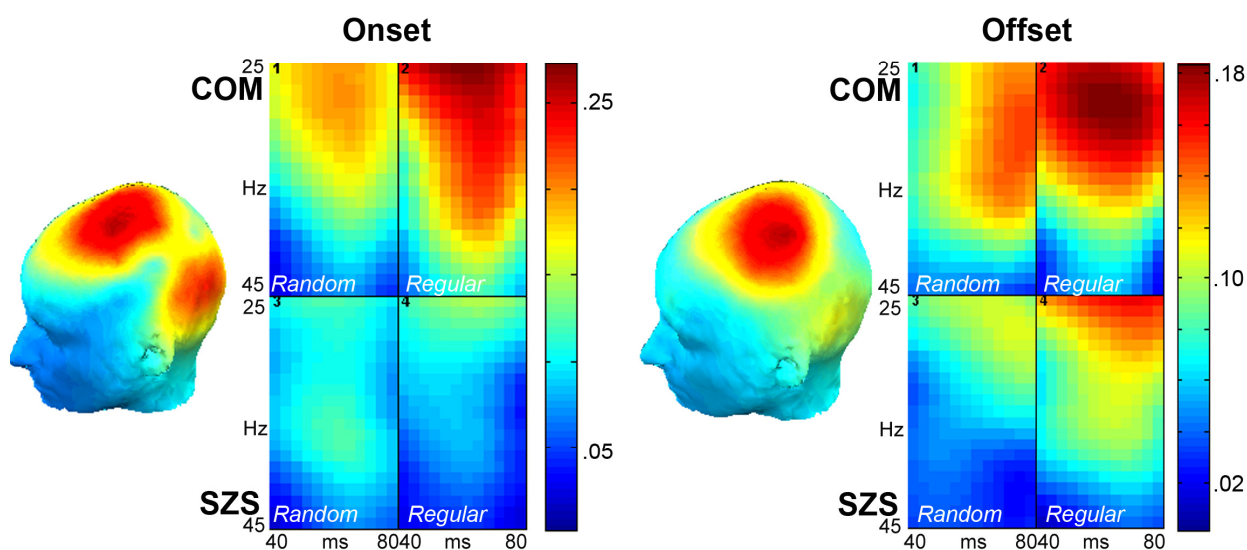 Onset
COM
25
Hz
45
1
2
Random
Regular
SZS
25
Hz
45
3
4
Random
Regular
40 ms 80 40 ms 80
.25
.05
Offset
COM
25
Hz
45
1
2
Random
Regular
SZS
25
Hz
45
3
4
Random
Regular
40 ms 80 40 ms 80
.18
.10
.02